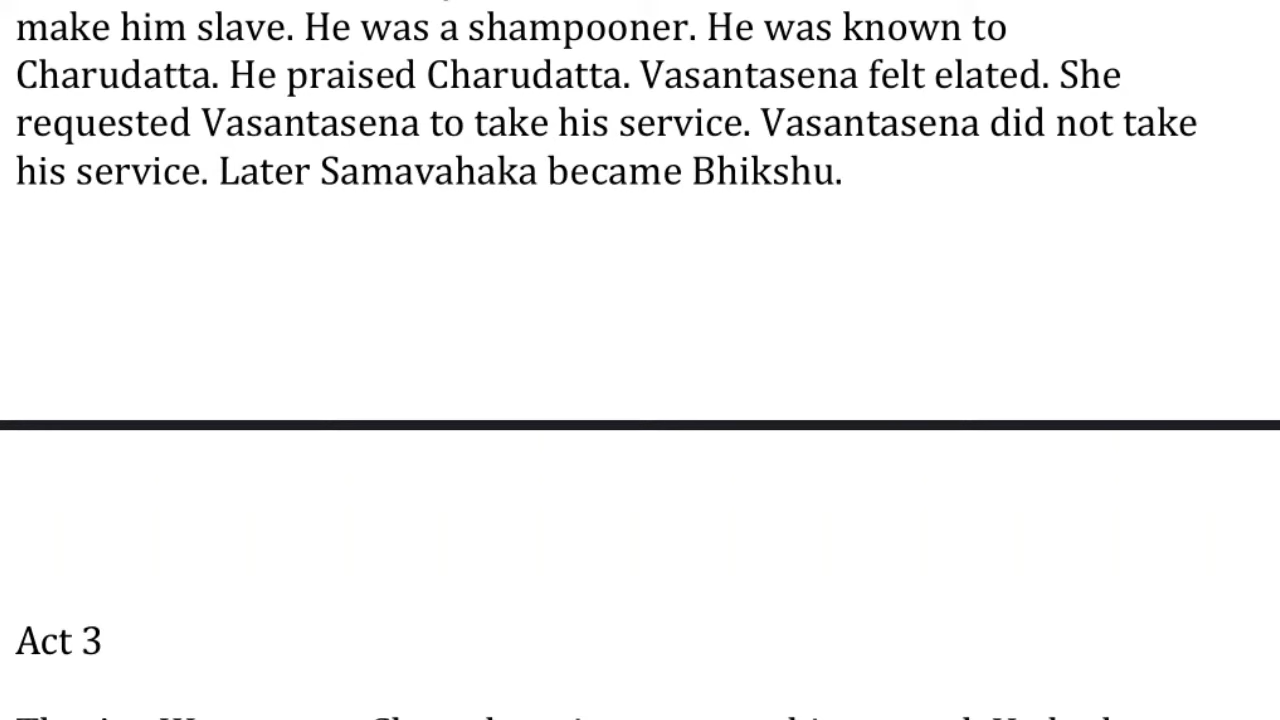 make him slave. He was a shampooner. He was known to
Charudatta. He praised Charudatta. Vasantasena felt elated. She
requested Vasantasena to take his service. Vasantasena did not take
his service. Later Samavahaka became Bhikshu.
Act 3